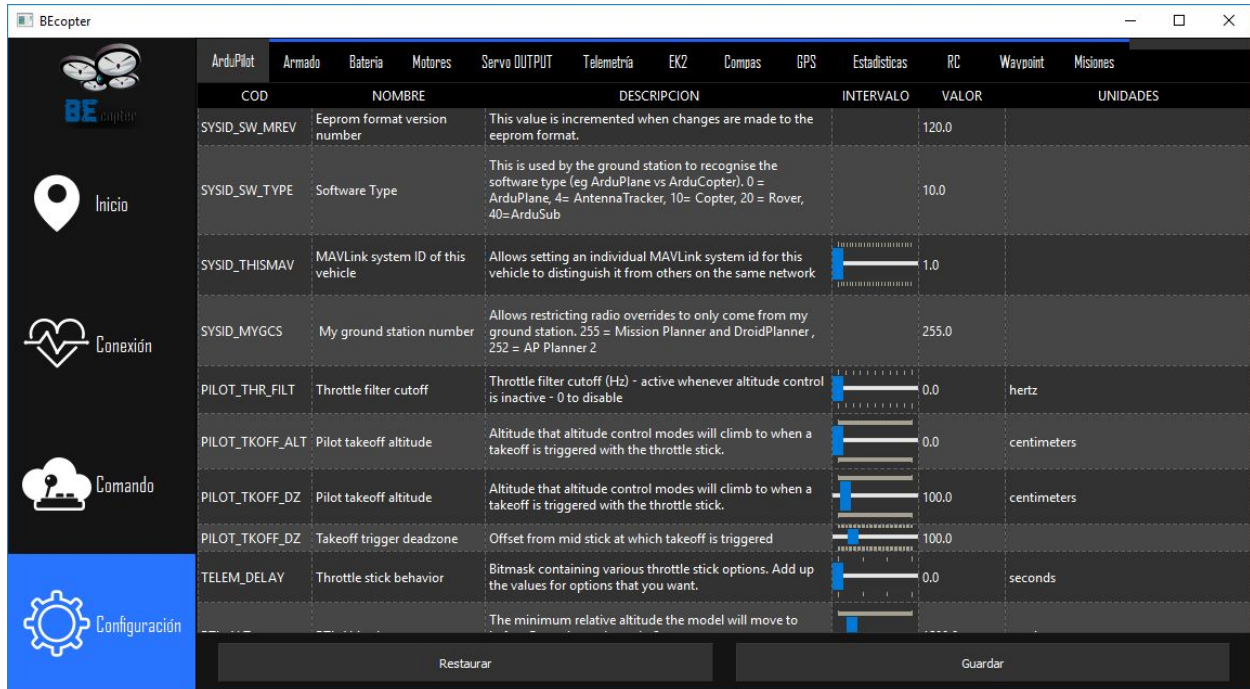 BEcopter
BEcopter
ArduPilot Armado Bateria Motores Servo OUTPUT Telemetría EK2 Compas GPS Estadisticas RC Waypoint Misiones
COD NOMBRE DESCRIPCION INTERVALO VALOR UNIDADES
SYSID_SW_MREV
Eeprom format version
number
This value is incremented when changes are made to the
eeprom format.
120.0
SYSID_SW_TYPE
Software Type
This is used by the ground station to recognise the
software type (eg ArduPlane vs ArduCopter). 0 =
ArduPlane, 4= AntennaTracker, 10= Copter, 20 = Rover,
40=ArduSub
10.0
Inicio
SYSID_THISMAV
MAVLink system ID of this
vehicle
Allows setting an individual MAVLink system id for this
vehicle to distinguish it from others on the same network
1.0
SYSID_MYGCS
My ground station number
Allows restricting radio overrides to only come from my
ground station. 255 = Mission Planner and DroidPlanner ,
252 = AP Planner 2
255.0
Conexión
PILOT_THR_FILT
Throttle filter cutoff
Throttle filter cutoff (Hz) - active whenever altitude control
is inactive - 0 to disable
0.0
hertz
PILOT_TKOFF_ALT
Pilot takeoff altitude
Altitude that altitude control modes will climb to when a
takeoff is triggered with the throttle stick.
0.0
centimeters
Comando
PILOT_TKOFF_DZ
Pilot takeoff altitude
Altitude that altitude control modes will climb to when a
takeoff is triggered with the throttle stick.
100.0
centimeters
PILOT_TKOFF_DZ
Takeoff trigger deadzone
Offset from mid stick at which takeoff is triggered
100.0
TELEM_DELAY
Throttle stick behavior
Bitmask containing various throttle stick options. Add up
the values for options that you want.
0.0
seconds
Configuración
The minimum relative altitude the model will move to
Restaurar
Guardar